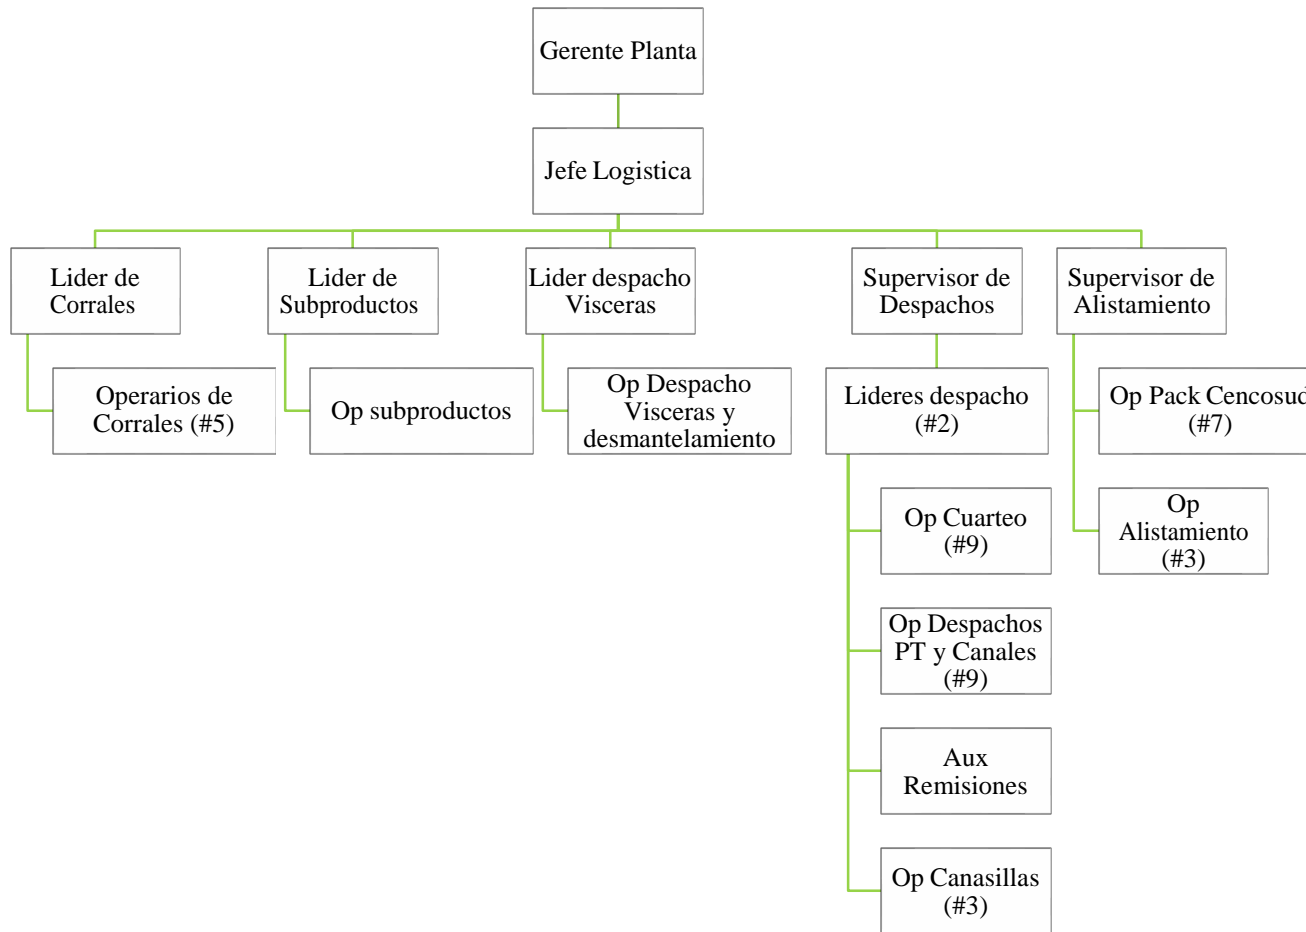 Gerente Planta
Jefe Logistica
Lider de
Corrales
Lider de
Subproductos
Lider despacho
Visceras
Supervisor de
Despachos
Supervisor de
Alistamiento
Operarios de
Corrales (#5)
Op subproductos
Op Despacho
Visceras y
desmantelamiento
Lideres despacho
(#2)
Op Pack Cencosud
(#7)
Op Cuarteo
(#9)
Op
Alistamiento
(#3)
Op Despachos
PT y Canales
(#9)
Aux
Remisiones
Op Canasillas
(#3)